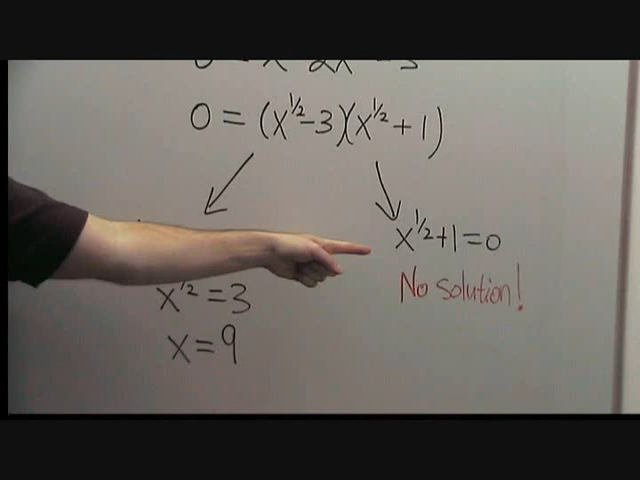 0 = (x^1/2 - 3)(x^1/2 + 1)
x^1/2 + 1 = 0
No solution!
x^1/2 = 3
x = 9